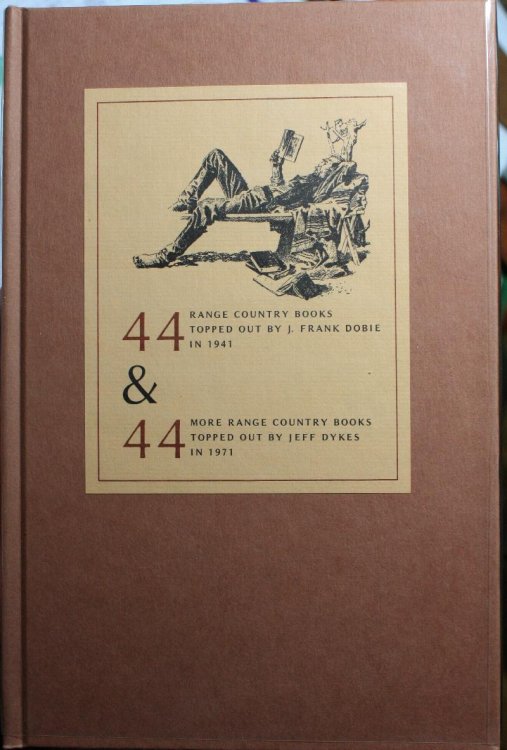 44 RANGE COUNTRY BOOKS
TOPPED OUT BY J. FRANK DOBIE
IN 1941
&
44 MORE RANGE COUNTRY BOOKS
TOPPED OUT BY JEFF DYKES
IN 1971